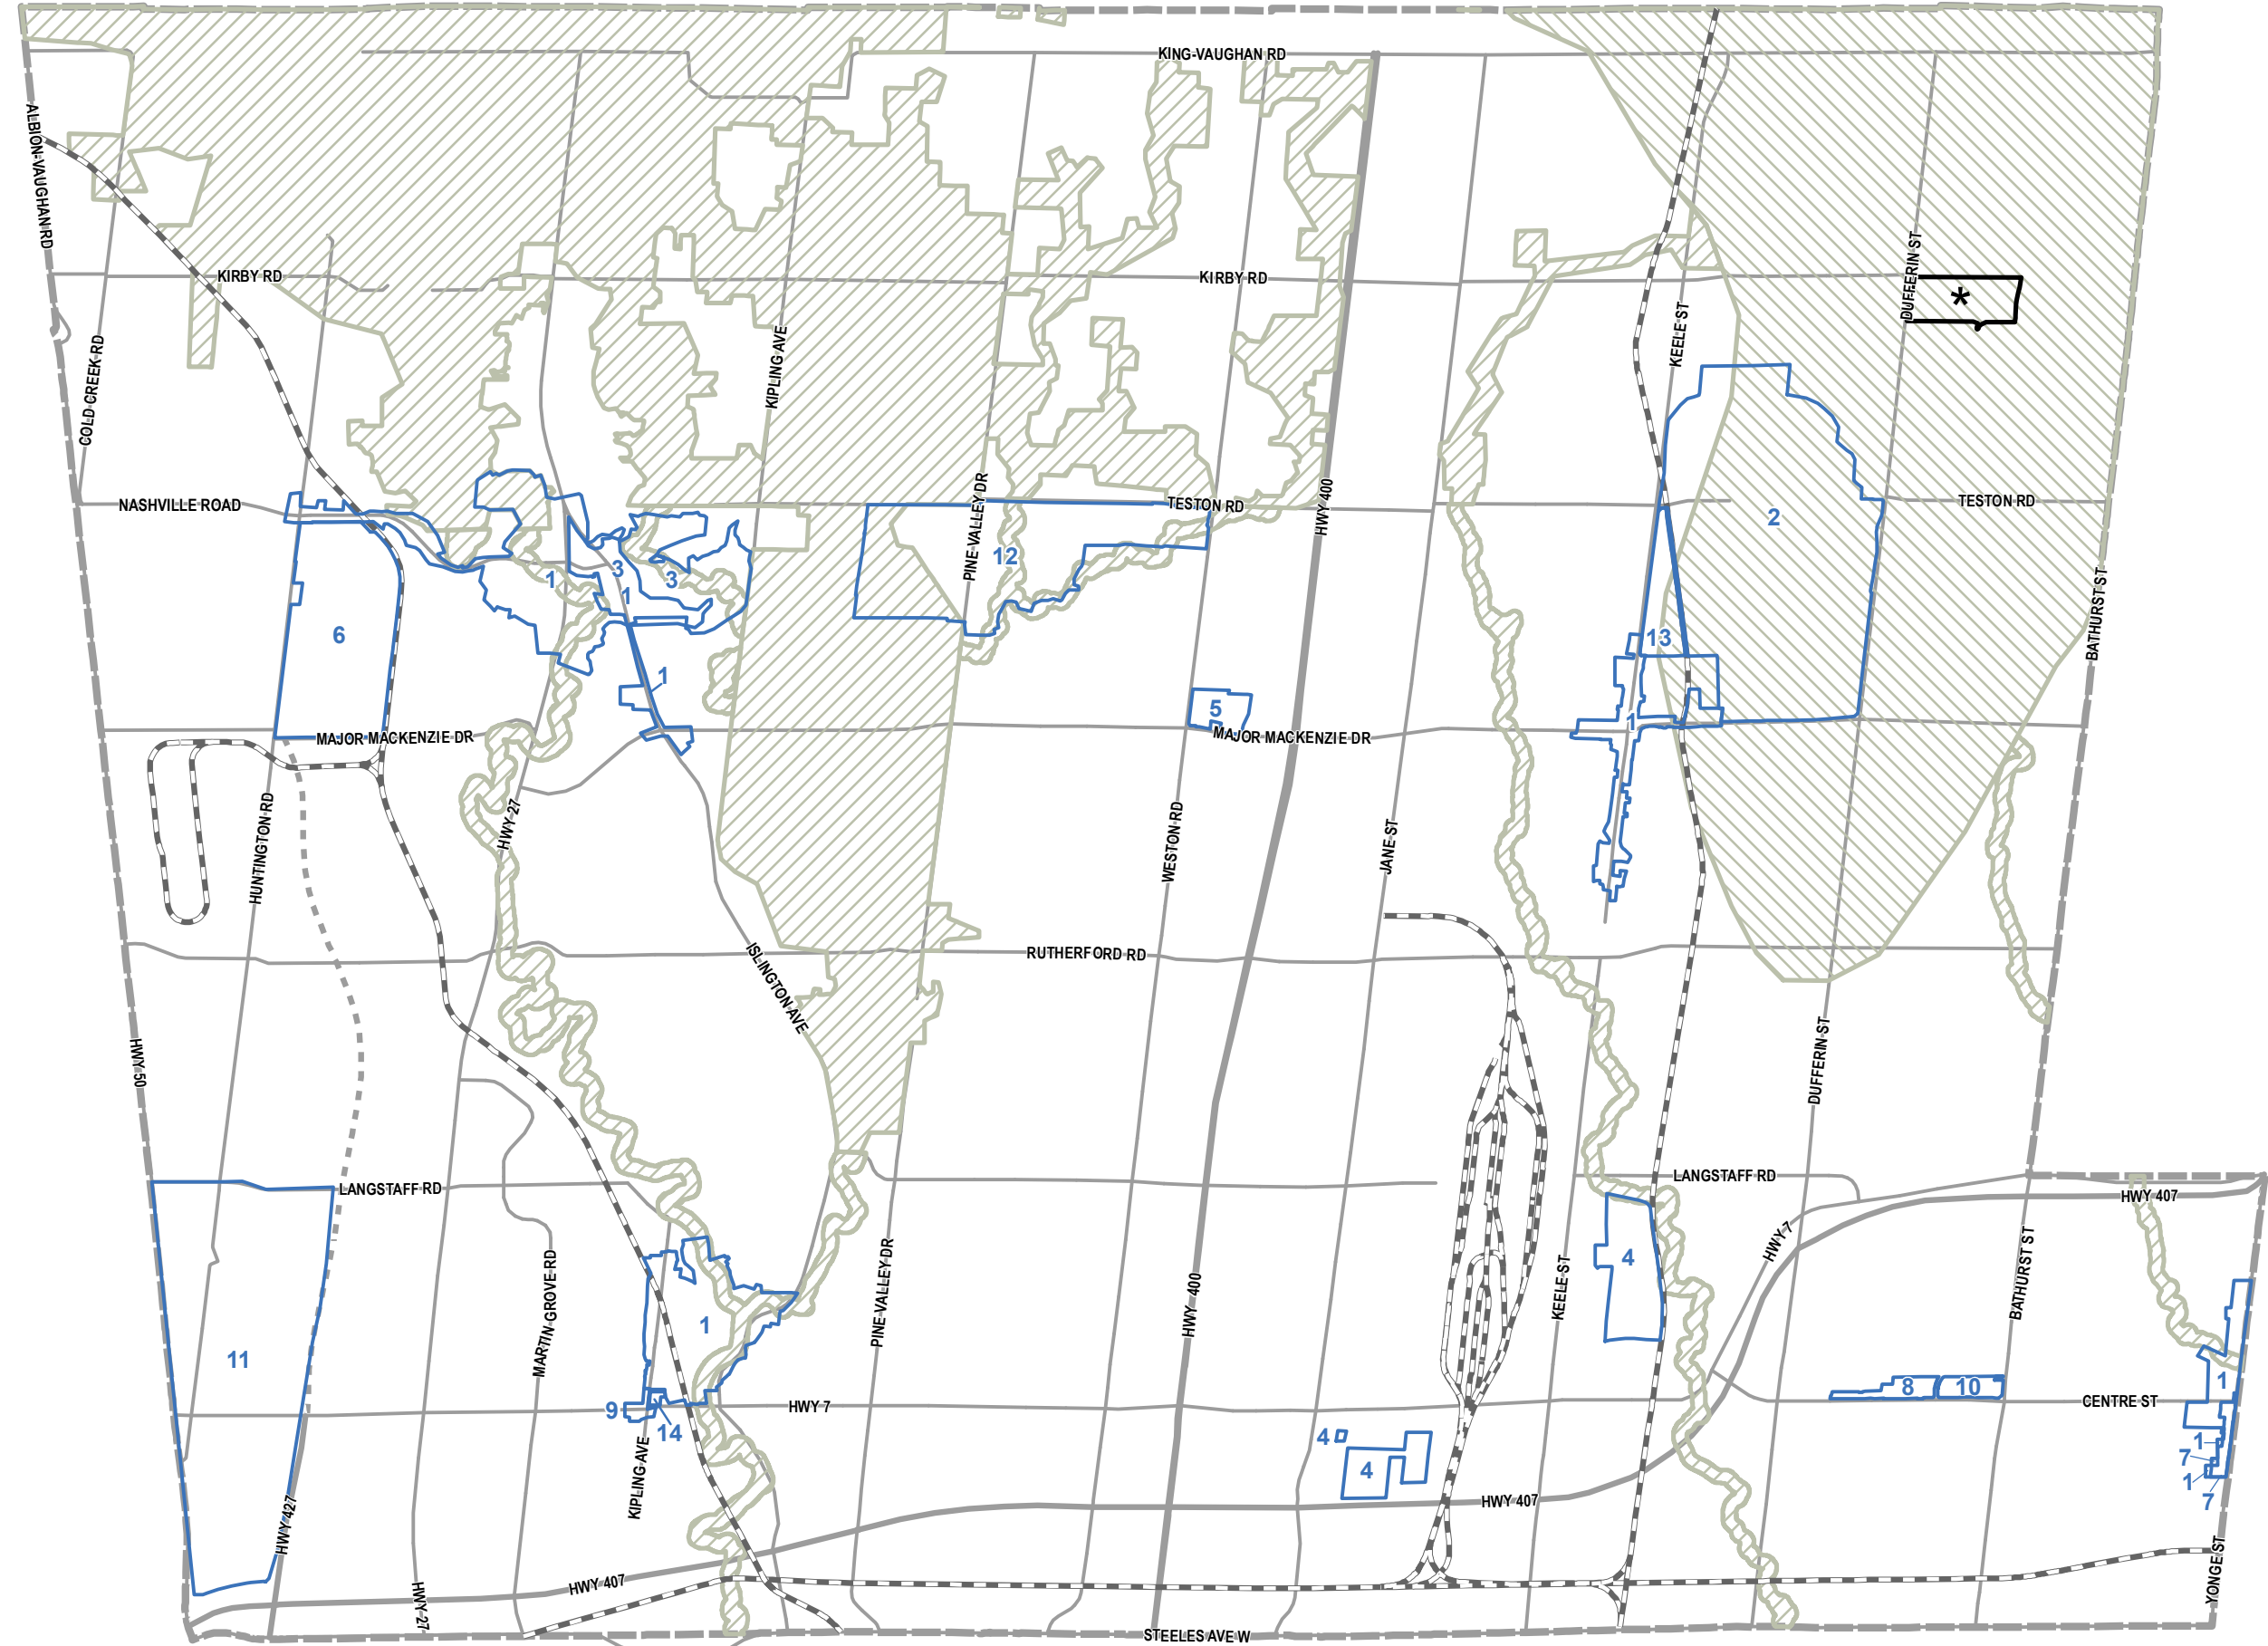 KING-VAUGHAN RD
ALBION-VAUGHAN RD
KIRBY RD
KIRBY RD
DUFFERIN ST
*
KEELE ST
COLD CREEK RD
KIPLING AVE
NASHVILLE ROAD
PINE VALLEY DR
TESTON RD
HWY 400
TESTON RD
2
12
1
3
3
1
BATHURST ST
6
13
1
5
1
MAJOR MACKENZIE DR
MAJOR MACKENZIE DR
HUNTINGTON RD
HWY 27
WESTON RD
JANE ST
RUTHERFORD RD
ISLINGTON AVE
HWY 50
DUFFERIN ST
LANGSTAFF RD
LANGSTAFF RD
HWY 407
HWY 7
BATHURST ST
4
KEELE ST
MARTIN GROVE RD
PINE VALLEY DR
HWY 400
1
11
8
10
1
CENTRE ST
9
HWY 7
14
4
4
1
7
1
7
KIPLING AVE
HWY 407
HWY 427
HWY 407
HWY 27
YONGE ST
STEELES AVE W